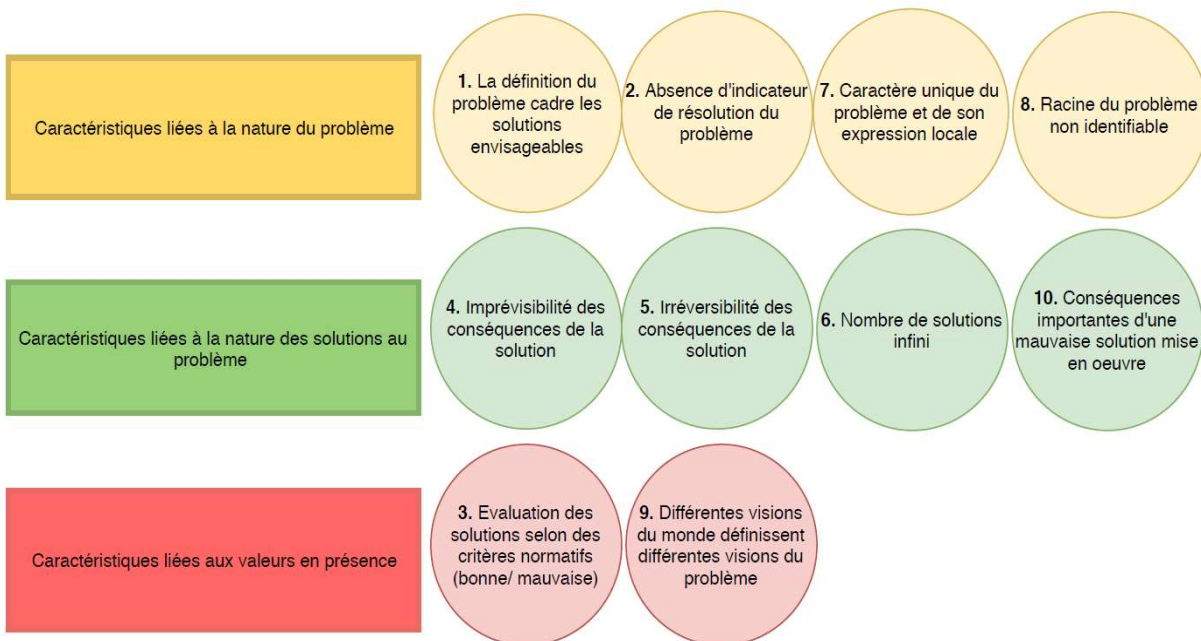 Caractéristiques liées à la nature du problème
1. La définition du
problème cadre les
solutions
envisageables
2. Absence d'indicateur
de résolution du
problème
7. Caractère unique du
problème et de son
expression locale
8. Racine du problème
non identifiable
Caractéristiques liées à la nature des solutions au
problème
4. Imprévisibilité des
conséquences de la
solution
5. Irréversibilité des
conséquences de la
solution
6. Nombre de solutions
infini
10. Conséquences
importantes d'une
mauvaise solution mise
en oeuvre
Caractéristiques liées aux valeurs en présence
3. Evaluation des
solutions selon des
critères normatifs
(bonne/ mauvaise)
9. Différentes visions
du monde définissent
différentes visions du
problème